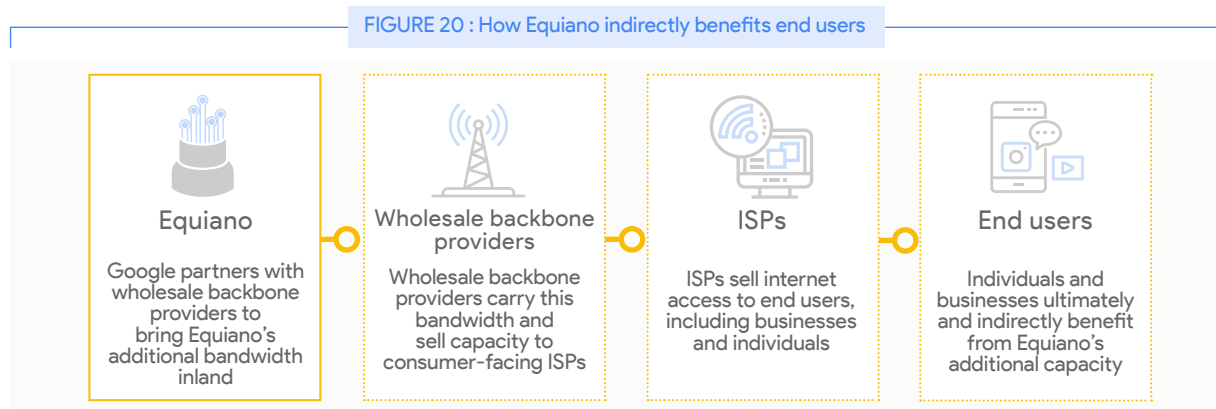 FIGURE 20 : How Equiano indirectly benefits end users
Equiano
Google partners with
wholesale backbone
providers to
bring Equiano's
additional bandwidth
inland
Wholesale backbone
providers
Wholesale backbone
providers carry this
bandwidth and
sell capacity to
consumer-facing ISPs
ISPs
ISPs sell internet
access to end users,
including businesses
and individuals
End users
Individuals and
businesses ultimately
and indirectly benefit
from Equiano's
additional capacity